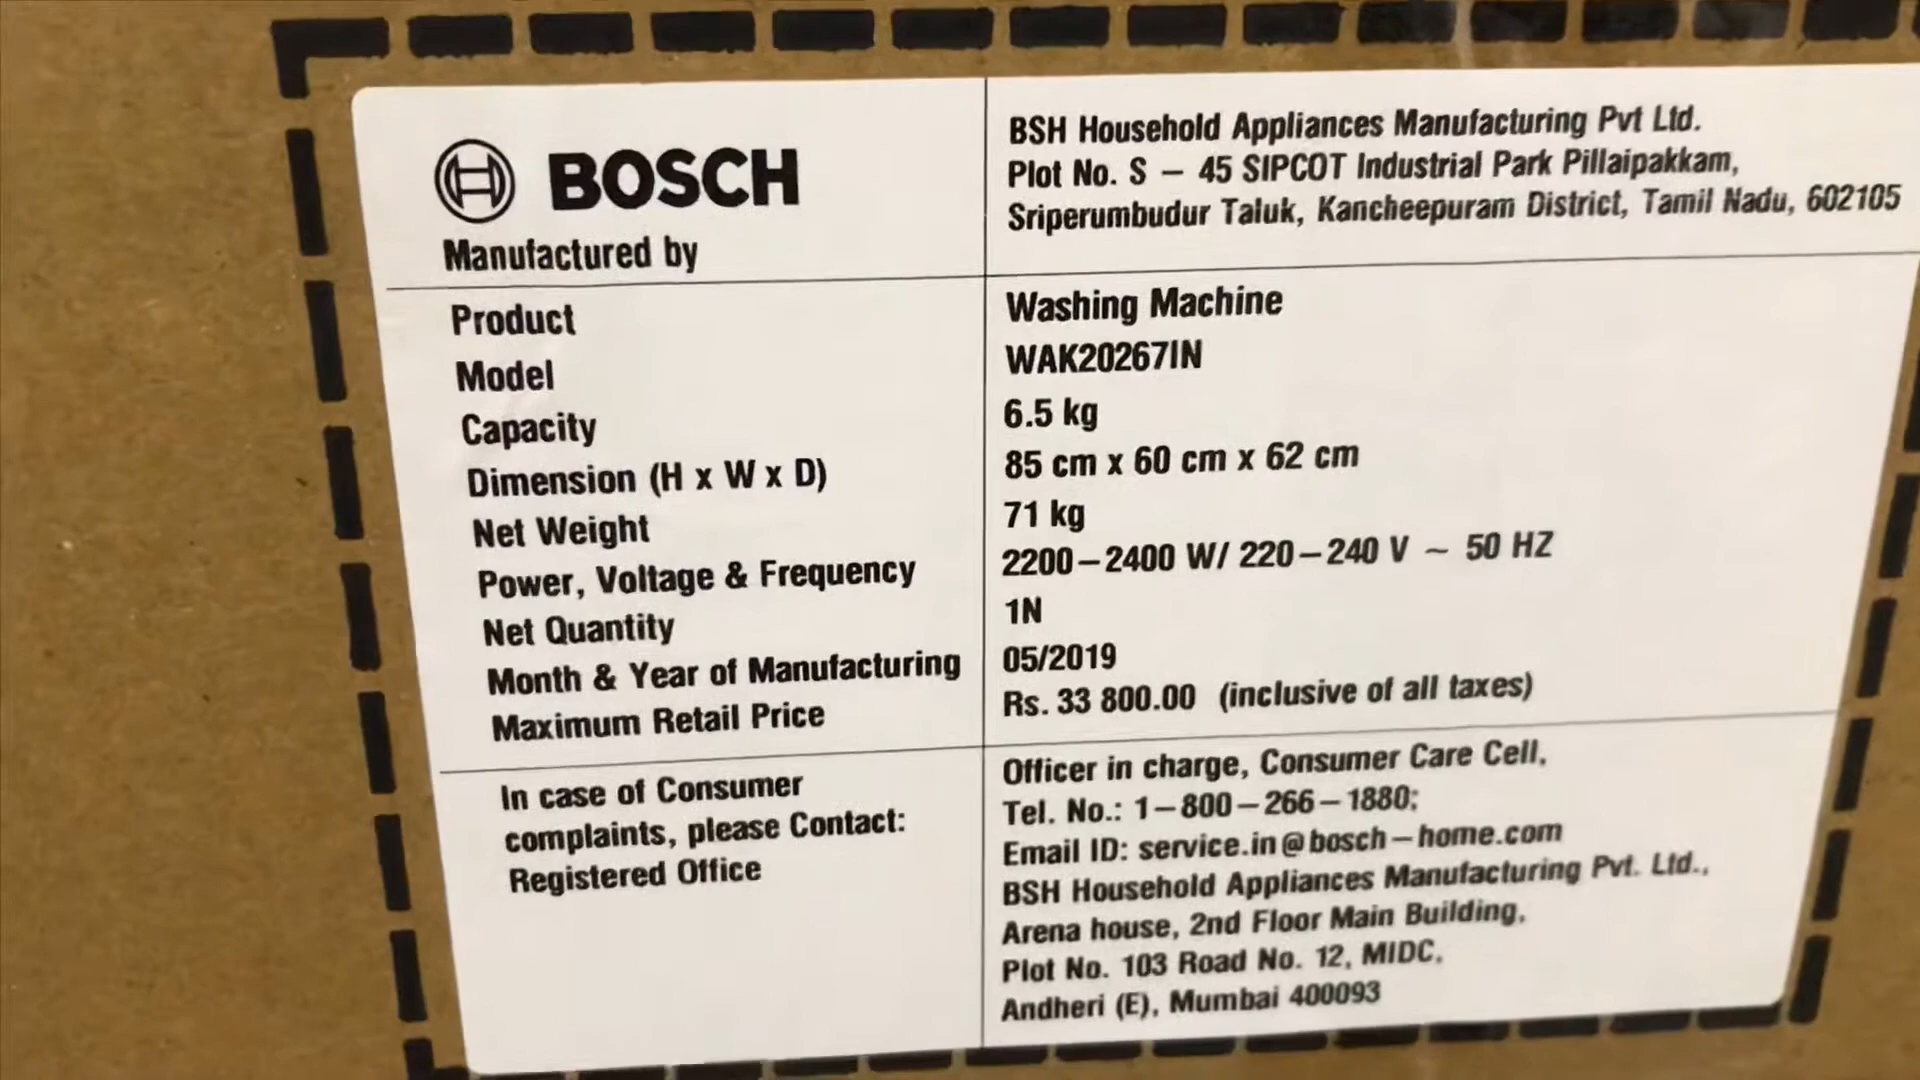 BOSCH
Manufactured by
BSH Household Appliances Manufacturing Pvt Ltd.
Plot No. S – 45 SIPCOT Industrial Park Pillaipakkam,
Sriperumbudur Taluk, Kancheepuram District, Tamil Nadu, 602105
Product Washing Machine
Model WAK20267IN
Capacity 6.5 kg
Dimension (H x W x D) 85 cm x 60 cm x 62 cm
Net Weight 71 kg
Power, Voltage & Frequency 2200–2400 W/ 220–240 V ~ 50 HZ
Net Quantity 1N
Month & Year of Manufacturing 05/2019
Maximum Retail Price Rs. 33 800.00 (inclusive of all taxes)
In case of Consumer
complaints, please Contact:
Registered Office
Officer in charge, Consumer Care Cell,
Tel. No.: 1–800–266–1880;
Email ID: service.in@bosch–home.com
BSH Household Appliances Manufacturing Pvt. Ltd.,
Arena house, 2nd Floor Main Building,
Plot No. 103 Road No. 12, MIDC,
Andheri (E), Mumbai 400093